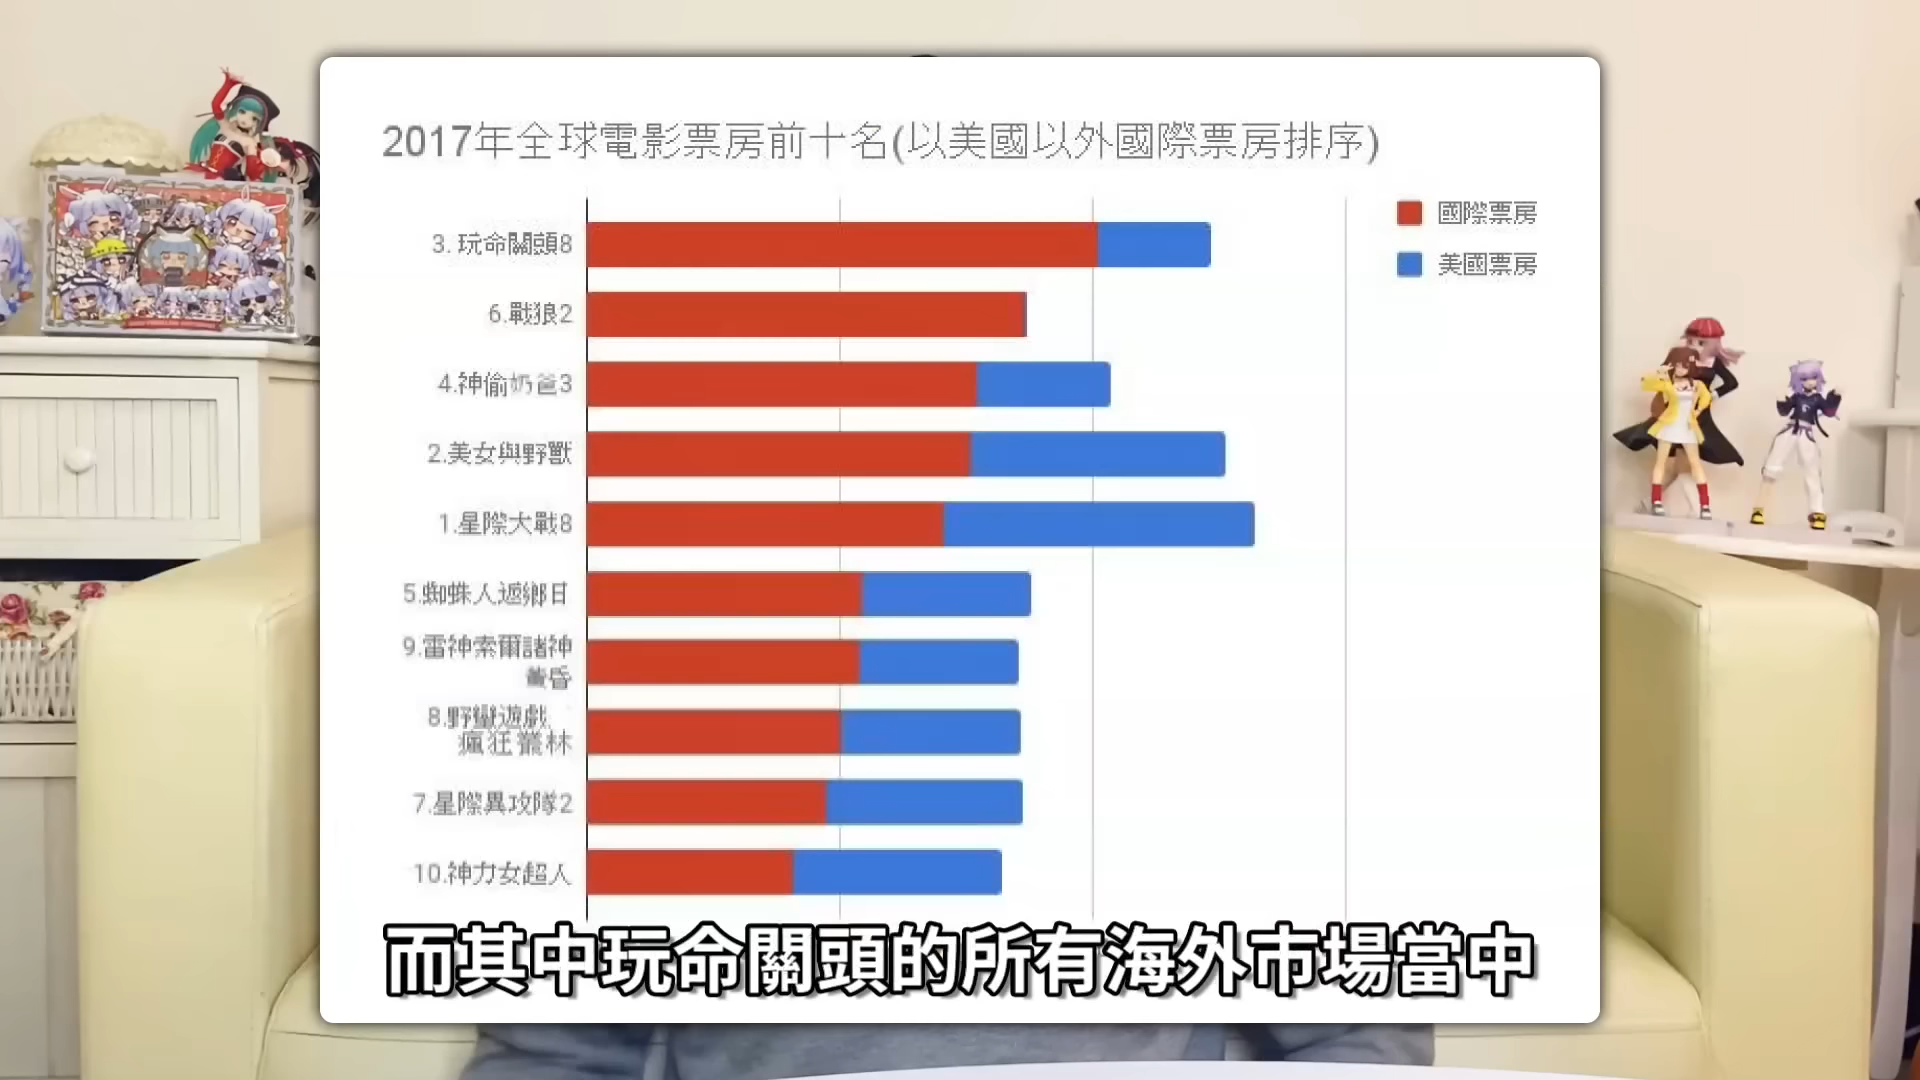 2017年全球電影票房前十名(以美國以外國際票房排序)
國際票房
美國票房
3. 玩命關頭8
6.戰狼2
4.神偷奶爸3
2.美女與野獸
1.星際大戰8
5.蜘蛛人返鄉日
9.雷神索爾諸神
黃昏
8.野蠻遊戲
瘋狂叢林
7.星際異攻隊2
10.神力女超人
而其中玩命關頭的所有海外市場當中